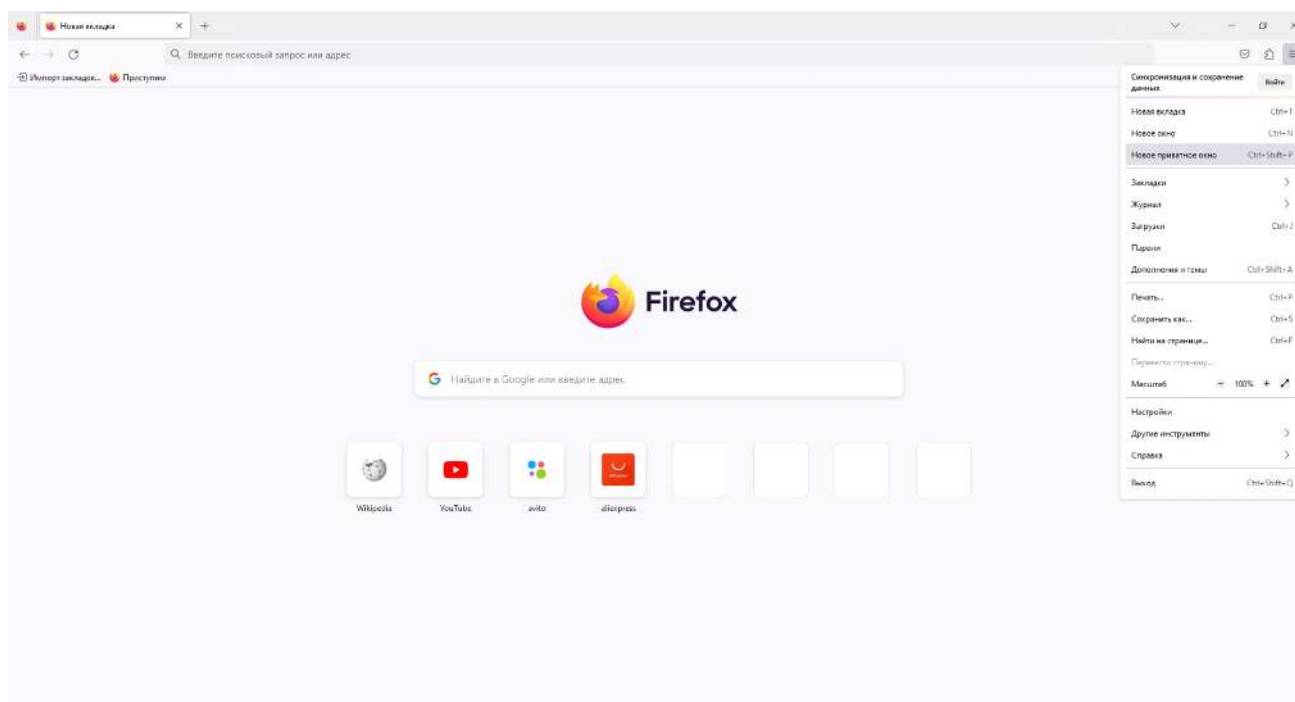 Новая вкладка
Введите поисковый запрос или адрес
Импорт закладок...
Приступим
Синхронизация и сохранение данных
Войти
Новая вкладка Ctrl+T
Новое окно Ctrl+N
Новое приватное окно Ctrl+Shift+P
Закладки
Журнал
Загрузки Ctrl+J
Пароли
Дополнения и темы Ctrl+Shift+A
Печать... Ctrl+P
Сохранить как... Ctrl+S
Найти на странице... Ctrl+F
Перевести страницу...
Масштаб − 100% +
Настройки
Другие инструменты
Справка
Выход Ctrl+Shift+Q
Firefox
Найдите в Google или введите адрес
Wikipedia YouTube avito aliexpress